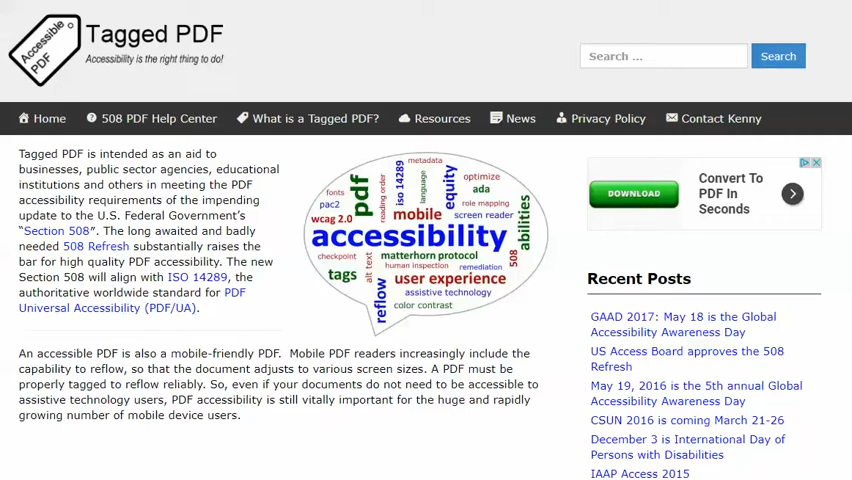 Accessible
PDF
Tagged PDF
Accessibility is the right thing to do!
Search ...
Search
Home
508 PDF Help Center
What is a Tagged PDF?
Resources
News
Privacy Policy
Contact Kenny
Tagged PDF is intended as an aid to
businesses, public sector agencies, educational
institutions and others in meeting the PDF
accessibility requirements of the impending
update to the U.S. Federal Government's
"Section 508". The long awaited and badly
needed 508 Refresh substantially raises the
bar for high quality PDF accessibility. The new
Section 508 will align with ISO 14289, the
authoritative worldwide standard for PDF
Universal Accessibility (PDF/UA).
metadata
fonts
pdf
reading order
iso 14289
language
equity
optimize
ada
pac2
role mapping
wcag 2.0
mobile
screen reader
abilities
accessibility
checkpoint
alt text
matterhorn protocol
human inspection
remediation
508
tags
reflow
user experience
assistive technology
color contrast
An accessible PDF is also a mobile-friendly PDF. Mobile PDF readers increasingly include the
capability to reflow, so that the document adjusts to various screen sizes. A PDF must be
properly tagged to reflow reliably. So, even if your documents do not need to be accessible to
assistive technology users, PDF accessibility is still vitally important for the huge and rapidly
growing number of mobile device users.
DOWNLOAD
Convert To
PDF In
Seconds
Recent Posts
GAAD 2017: May 18 is the Global
Accessibility Awareness Day
US Access Board approves the 508
Refresh
May 19, 2016 is the 5th annual Global
Accessibility Awareness Day
CSUN 2016 is coming March 21-26
December 3 is International Day of
Persons with Disabilities
IAAP Access 2015